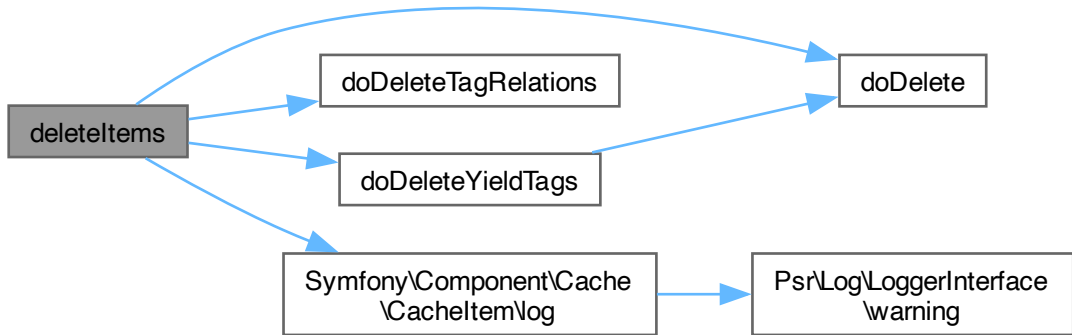 deleteItems
doDeleteTagRelations
doDelete
doDeleteYieldTags
Symfony\Component\Cache
\CacheItem\log
Psr\Log\LoggerInterface
\warning